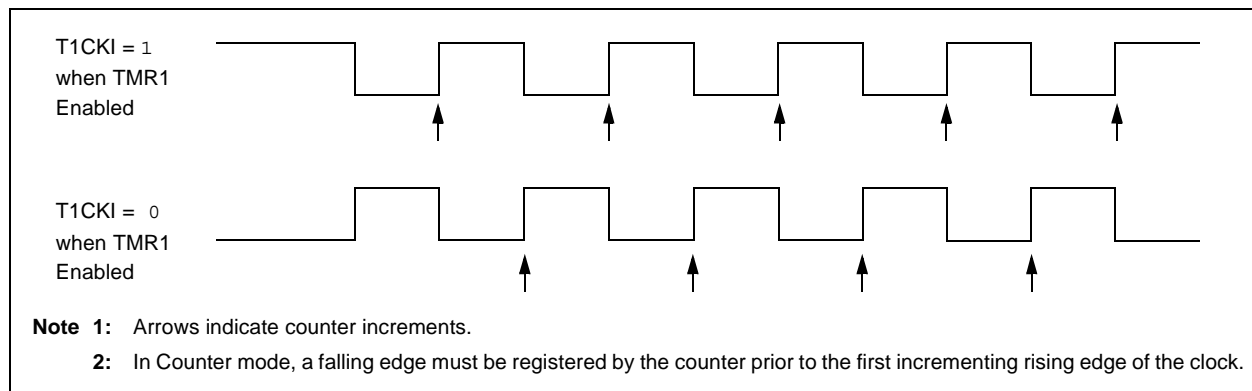 T1CKI = 1
when TMR1
Enabled
T1CKI = 0
when TMR1
Enabled
Note 1: Arrows indicate counter increments.
2: In Counter mode, a falling edge must be registered by the counter prior to the first incrementing rising edge of the clock.